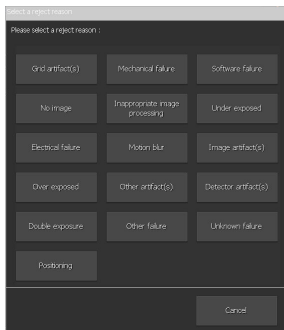 Select a reject reason
Please select a reject reason :
Grid artifact(s)
Mechanical failure
Software failure
No image
Inappropriate image
processing
Under exposed
Electrical failure
Motion blur
Image artifact(s)
Over exposed
Other artifact(s)
Detector artifact(s)
Double exposure
Other failure
Unknown failure
Positioning
Cancel